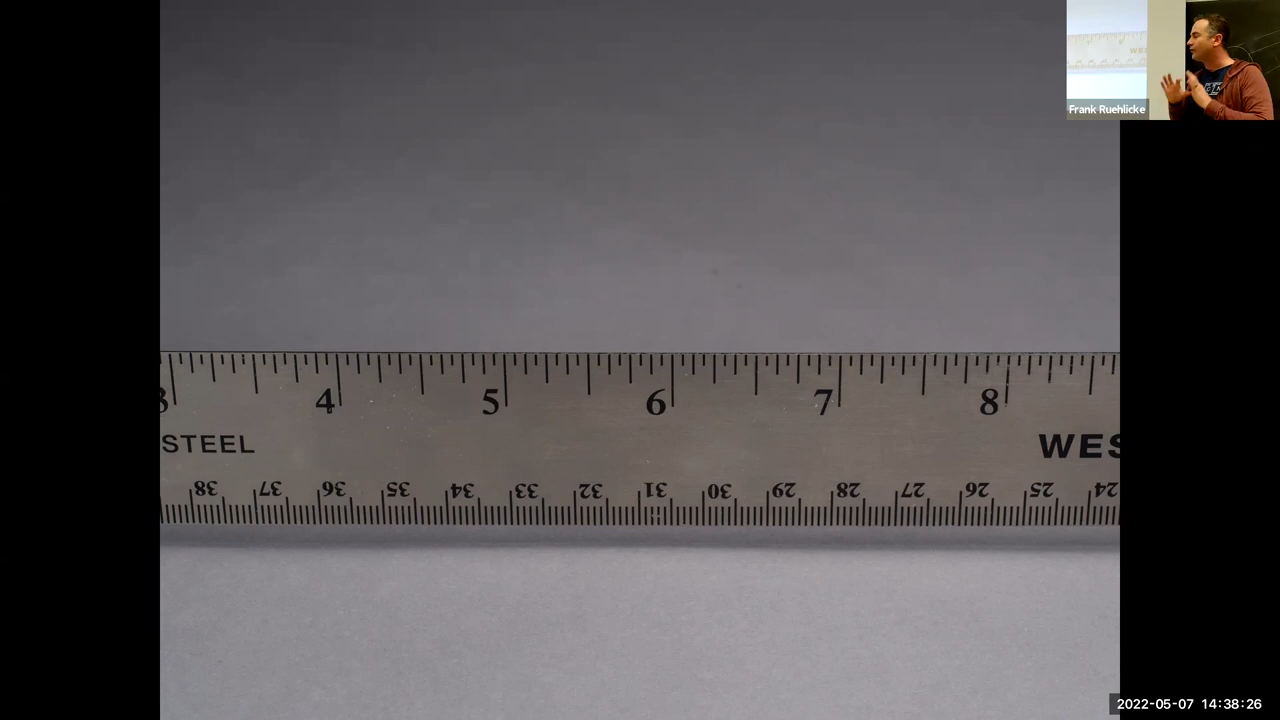 Frank Ruehlicke
3 4 5 6 7 8
STEEL
WES
38 37 36 35 34 33 32 31 30 29 28 27 26 25 24
2022-05-07 14:38:26